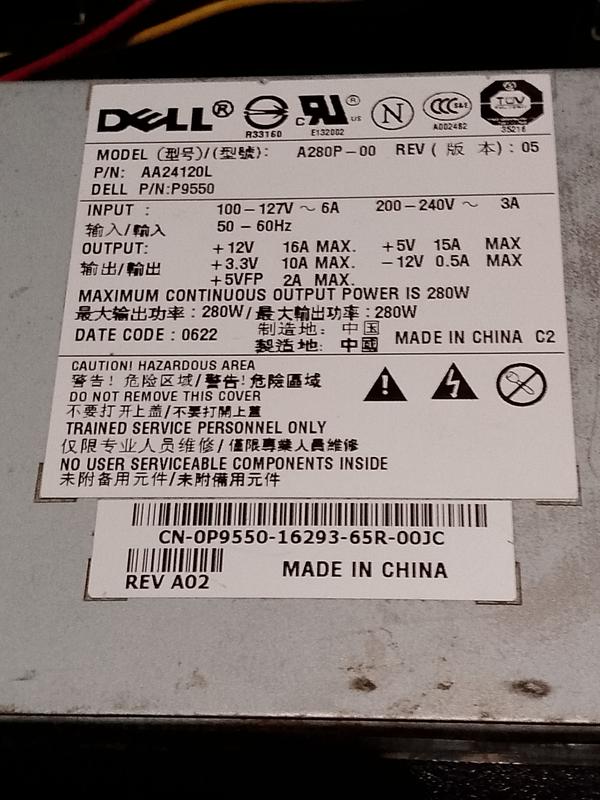 DELL® R33160 c RU® US E132002 N CCC S&E A002482 TÜV 35216
MODEL (型号)/(型號): A280P-00 REV (版 本): 05
P/N: AA24120L
DELL P/N:P9550
INPUT : 100-127V ~ 6A 200-240V ~ 3A
输入/輸入 50-60Hz
OUTPUT: +12V 16A MAX. +5V 15A MAX
输出/輸出 +3.3V 10A MAX. -12V 0.5A MAX
+5VFP 2A MAX.
MAXIMUM CONTINUOUS OUTPUT POWER IS 280W
最大输出功率:280W/最大輸出功率:280W
DATE CODE : 0622 制造地: 中国
製造地: 中國 MADE IN CHINA C2
CAUTION! HAZARDOUS AREA
警告! 危险区域/警告! 危險區域
DO NOT REMOVE THIS COVER
不要打开上盖/不要打開上蓋
TRAINED SERVICE PERSONNEL ONLY
仅限专业人员维修/僅限專業人員維修
NO USER SERVICEABLE COMPONENTS INSIDE
未附备用元件/未附備用元件
CN-0P9550-16293-65R-00JC
REV A02 MADE IN CHINA